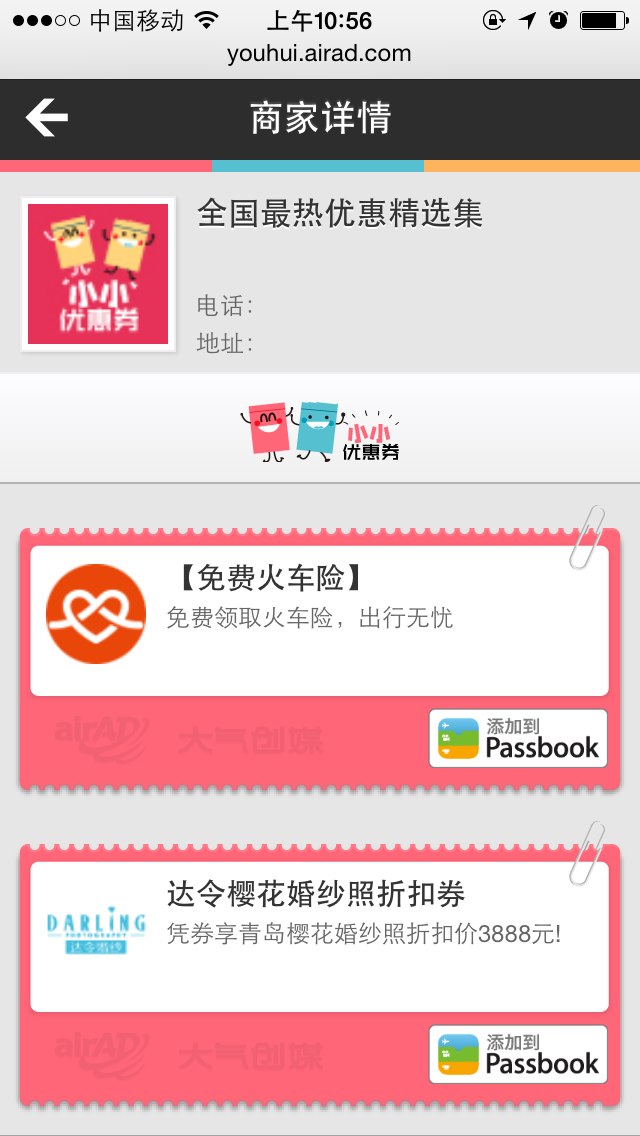 中国移动 上午10:56
youhui.airad.com
商家详情
小小
优惠券
全国最热优惠精选集
电话：
地址：
小小
优惠券
【免费火车险】
免费领取火车险，出行无忧
airAD 大气创媒
添加到
Passbook
DARLING
PHOTOGRAPHY
达令婚纱
达令樱花婚纱照折扣券
凭券享青岛樱花婚纱照折扣价3888元!
airAD 大气创媒
添加到
Passbook